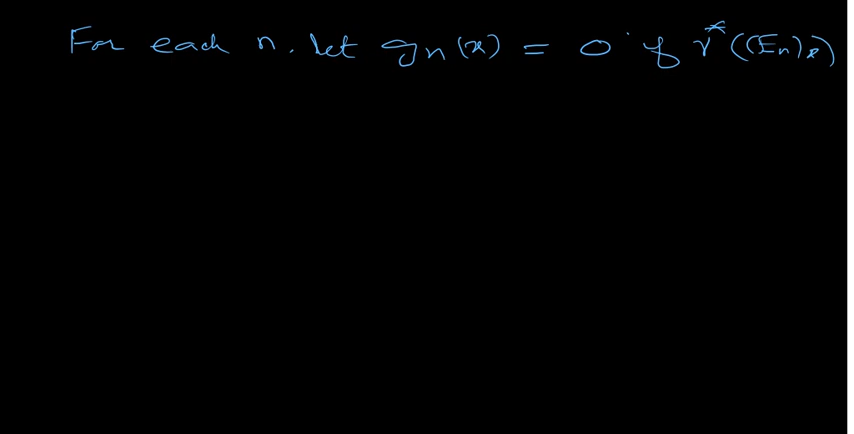 For each n. let gn(x) = 0 if γ*((En)x)